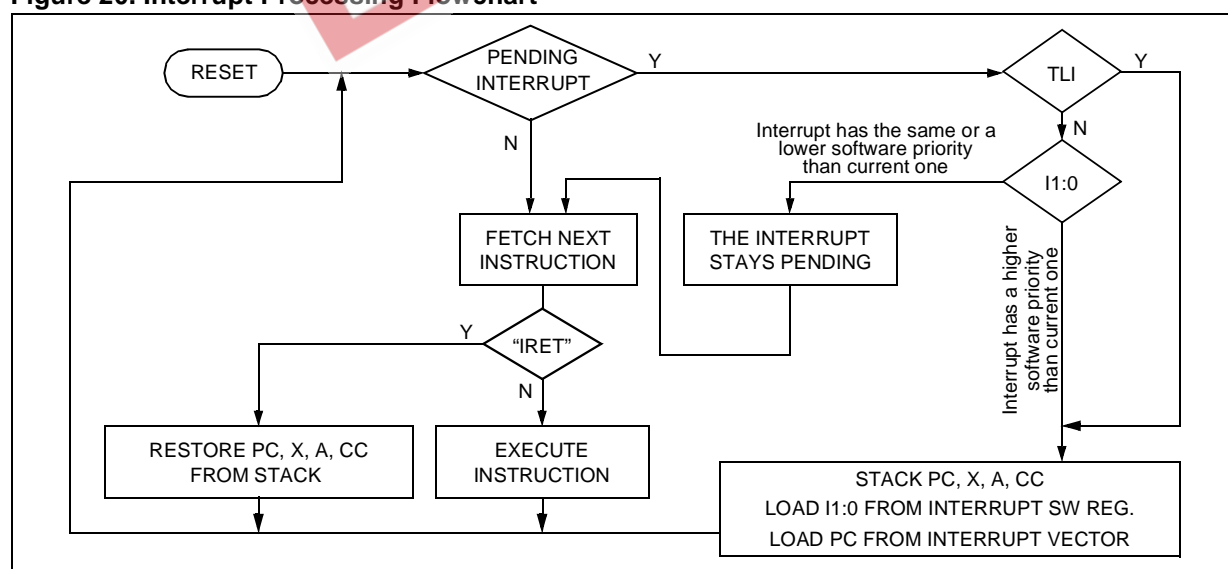 Figure 20. Interrupt Processing Flowchart
RESET
PENDING
INTERRUPT
Y
TLI
Y
N
N
Interrupt has the same or a
lower software priority
than current one
I1:0
FETCH NEXT
INSTRUCTION
THE INTERRUPT
STAYS PENDING
Interrupt has a higher
software priority
than current one
Y
“IRET”
N
RESTORE PC, X, A, CC
FROM STACK
EXECUTE
INSTRUCTION
STACK PC, X, A, CC
LOAD I1:0 FROM INTERRUPT SW REG.
LOAD PC FROM INTERRUPT VECTOR